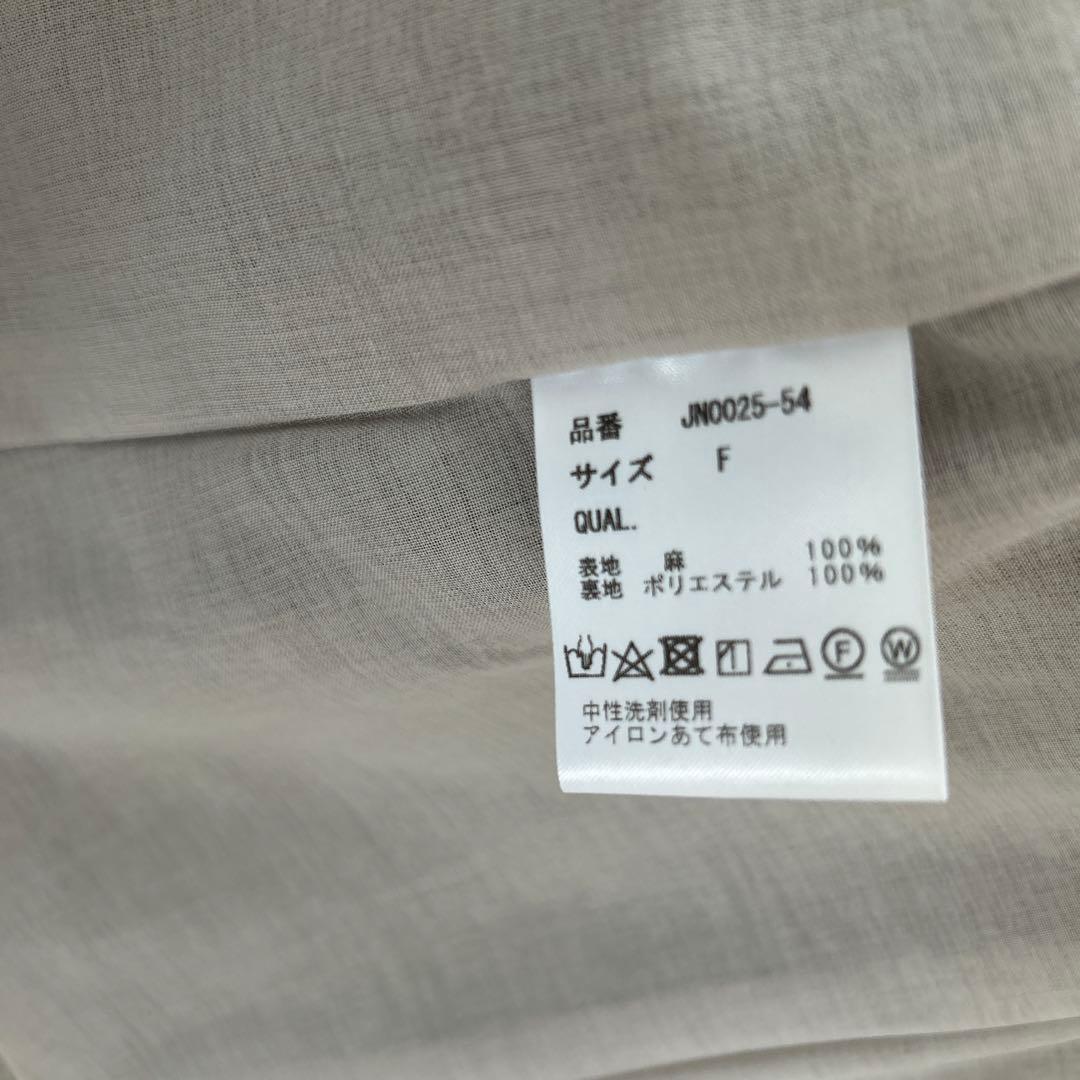 品番 JN0025-54
サイズ F
QUAL.
表地 麻 100%
裏地 ポリエステル 100%
F W
中性洗剤使用
アイロンあて布使用